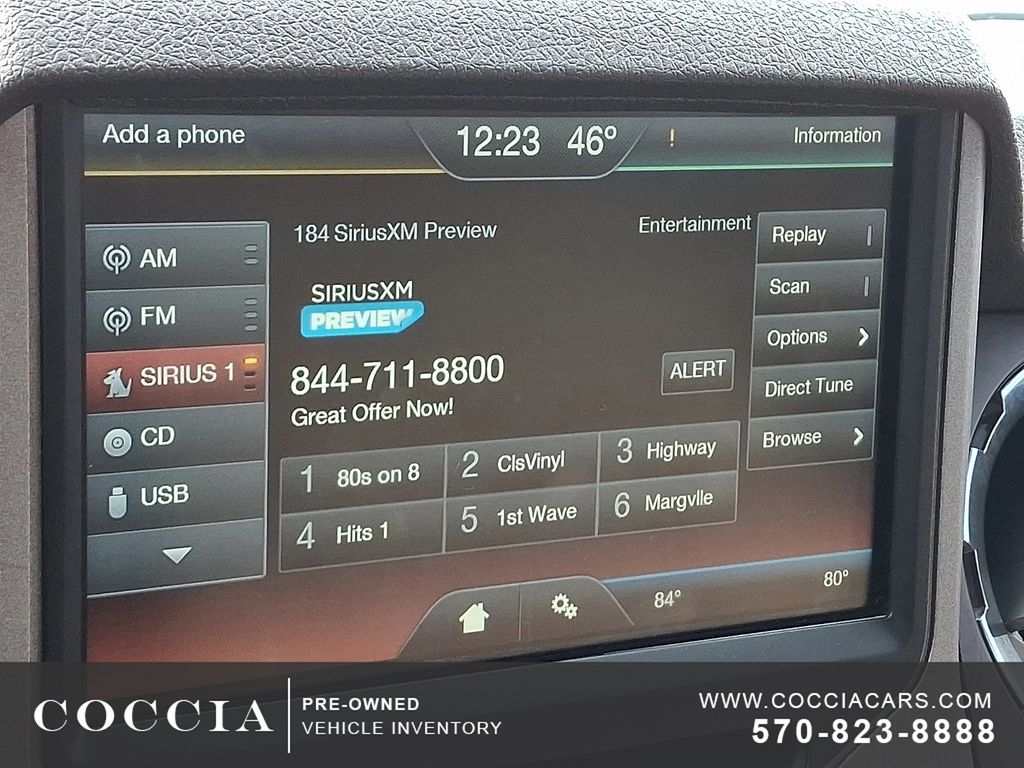 Add a phone
12:23 46º
!
Information
184 SiriusXM Preview
Entertainment
AM
FM
SIRIUS 1
CD
USB
SIRIUSXM
PREVIEW
844-711-8800
Great Offer Now!
ALERT
1 80s on 8
2 ClsVinyl
3 Highway
4 Hits 1
5 1st Wave
6 Margvlle
Replay
Scan
Options
Direct Tune
Browse
84º
80º
COCCIA
PRE-OWNED
VEHICLE INVENTORY
WWW.COCCIACARS.COM
570-823-8888